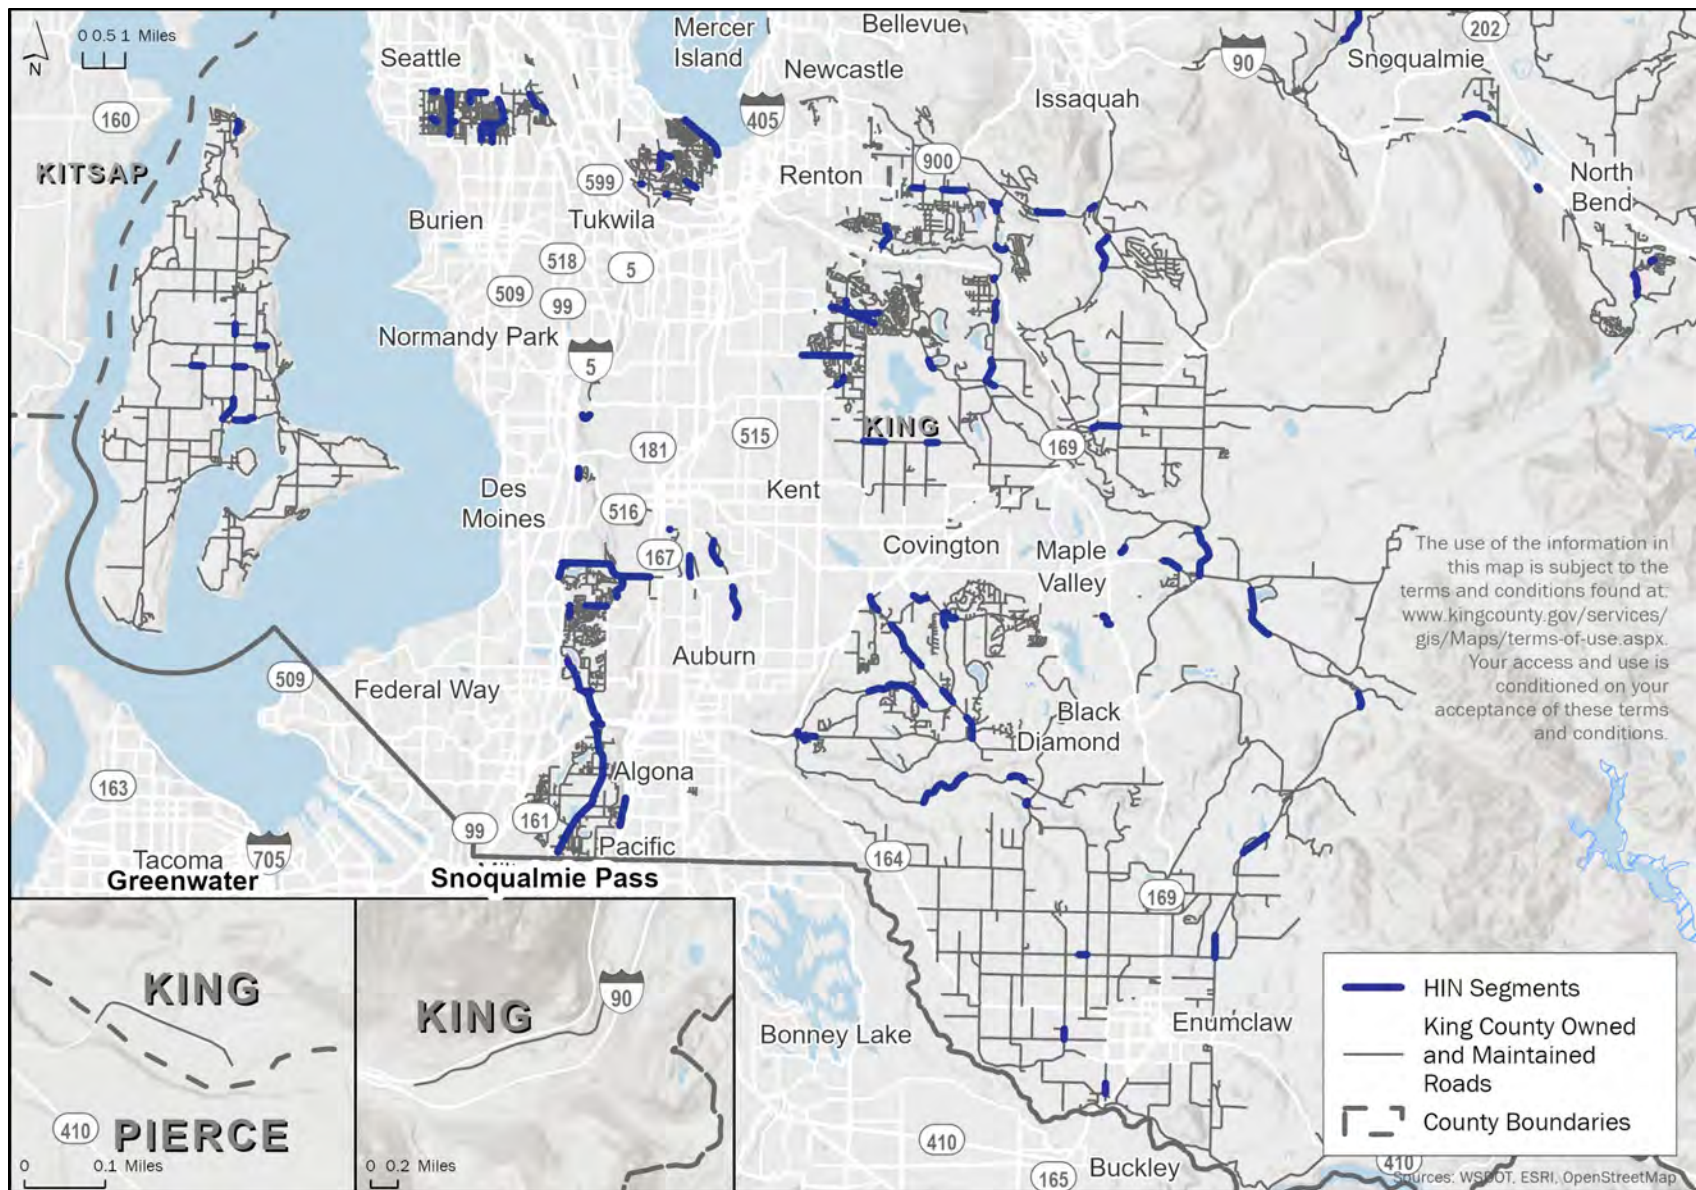 N
0 0.5 1 Miles
160
KITSAP
Seattle
Mercer
Island
Bellevue
Newcastle
405
Issaquah
90
202
Snoqualmie
North
Bend
900
Renton
599
Tukwila
Burien
518
5
509
99
Normandy Park
5
KING
181
515
169
Des
Moines
Kent
516
167
Covington
Maple
Valley
The use of the information in
this map is subject to the
terms and conditions found at:
www.kingcounty.gov/services/
gis/Maps/terms-of-use.aspx.
Your access and use is
conditioned on your
acceptance of these terms
and conditions.
Auburn
509
Federal Way
Black
Diamond
Algona
163
161
99
Pacific
164
Tacoma
705
169
Greenwater
Snoqualmie Pass
KING
PIERCE
410
0 0.1 Miles
KING
90
0 0.2 Miles
Bonney Lake
Enumclaw
410
165
Buckley
410
HIN Segments
King County Owned
and Maintained
Roads
County Boundaries
Sources: WSDOT, ESRI, OpenStreetMap